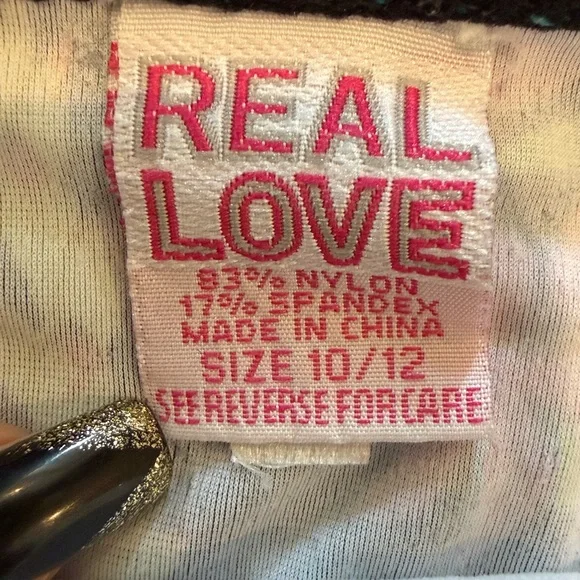 REAL
LOVE
83% NYLON
17% SPANDEX
MADE IN CHINA
SIZE 10/12
SEE REVERSE FOR CARE